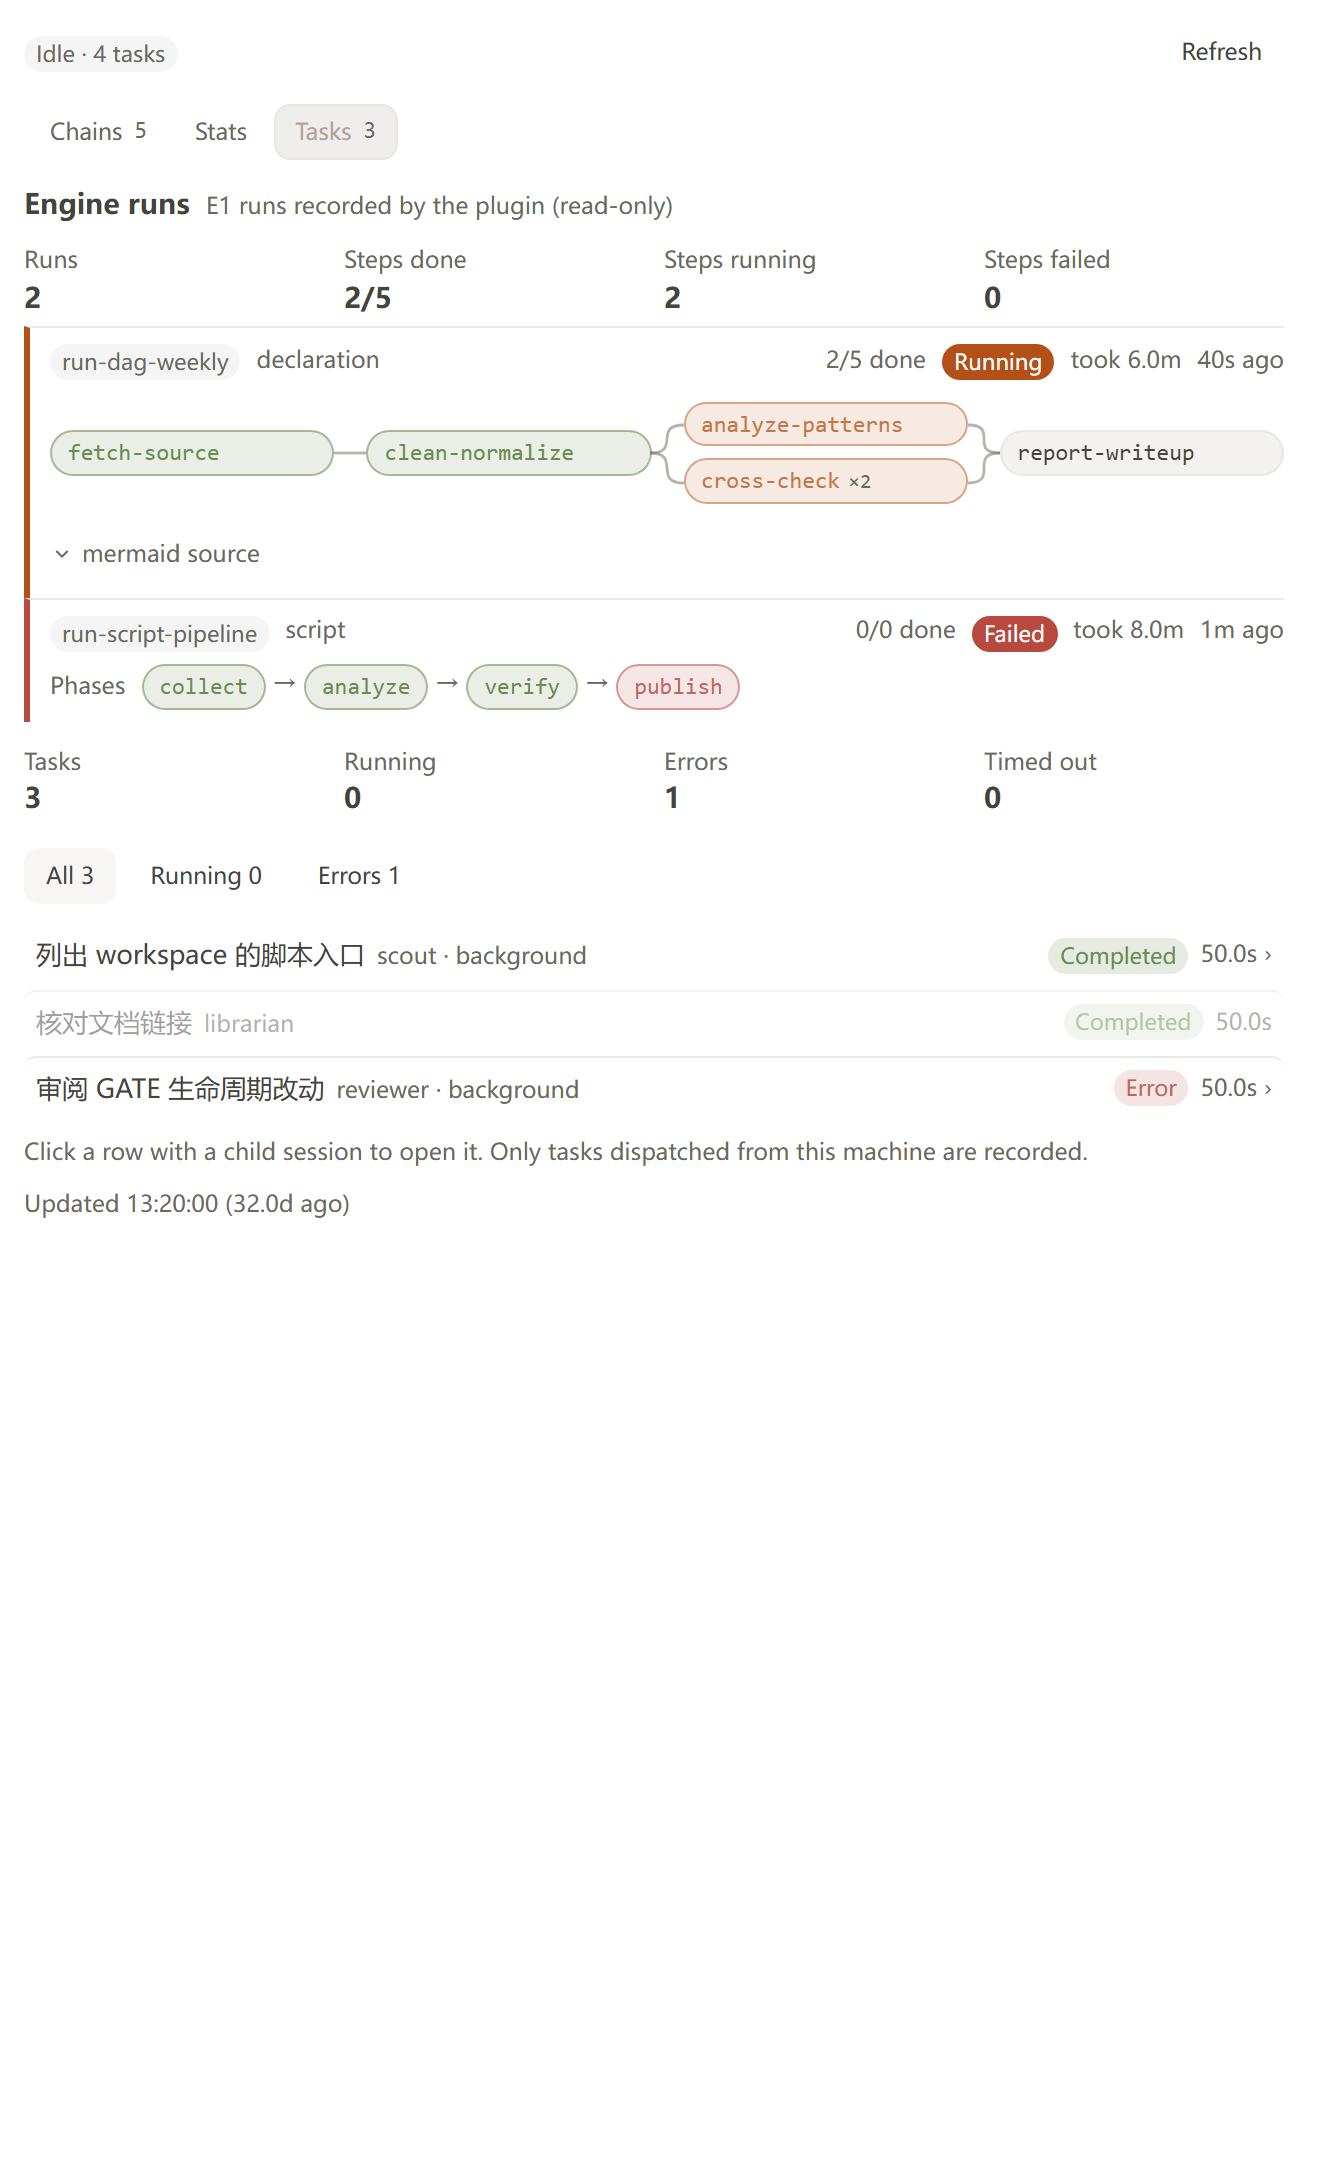 Idle · 4 tasks
Refresh
Chains 5 Stats Tasks 3
Engine runs E1 runs recorded by the plugin (read-only)
Runs Steps done Steps running Steps failed
2 2/5 2 0
run-dag-weekly declaration 2/5 done Running took 6.0m 40s ago
analyze-patterns
fetch-source clean-normalize report-writeup
cross-check ×2
mermaid source
run-script-pipeline script 0/0 done Failed took 8.0m 1m ago
Phases collect → analyze → verify → publish
Tasks Running Errors Timed out
3 0 1 0
All 3 Running 0 Errors 1
列出 workspace 的脚本入口 scout · background Completed 50.0s ›
核对文档链接 librarian Completed 50.0s
审阅 GATE 生命周期改动 reviewer · background Error 50.0s ›
Click a row with a child session to open it. Only tasks dispatched from this machine are recorded.
Updated 13:20:00 (32.0d ago)